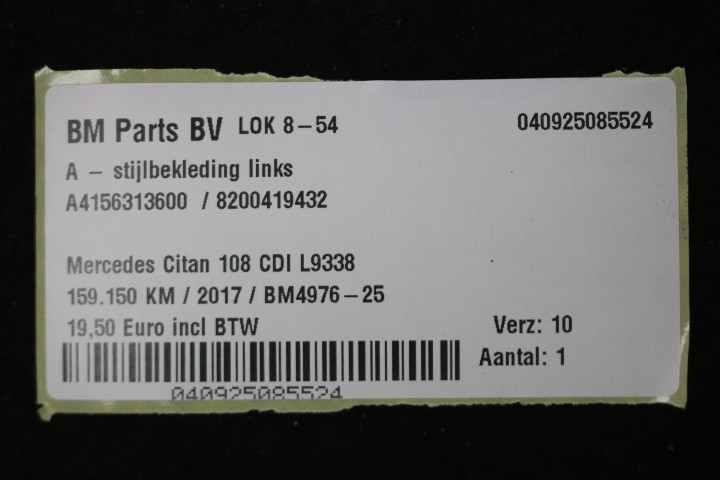 BM Parts BV LOK 8-54 040925085524
A - stijlbekleding links
A4156313600 / 8200419432
Mercedes Citan 108 CDI L9338
159.150 KM / 2017 / BM4976-25
19,50 Euro incl BTW Verz: 10
Aantal: 1
040925085524